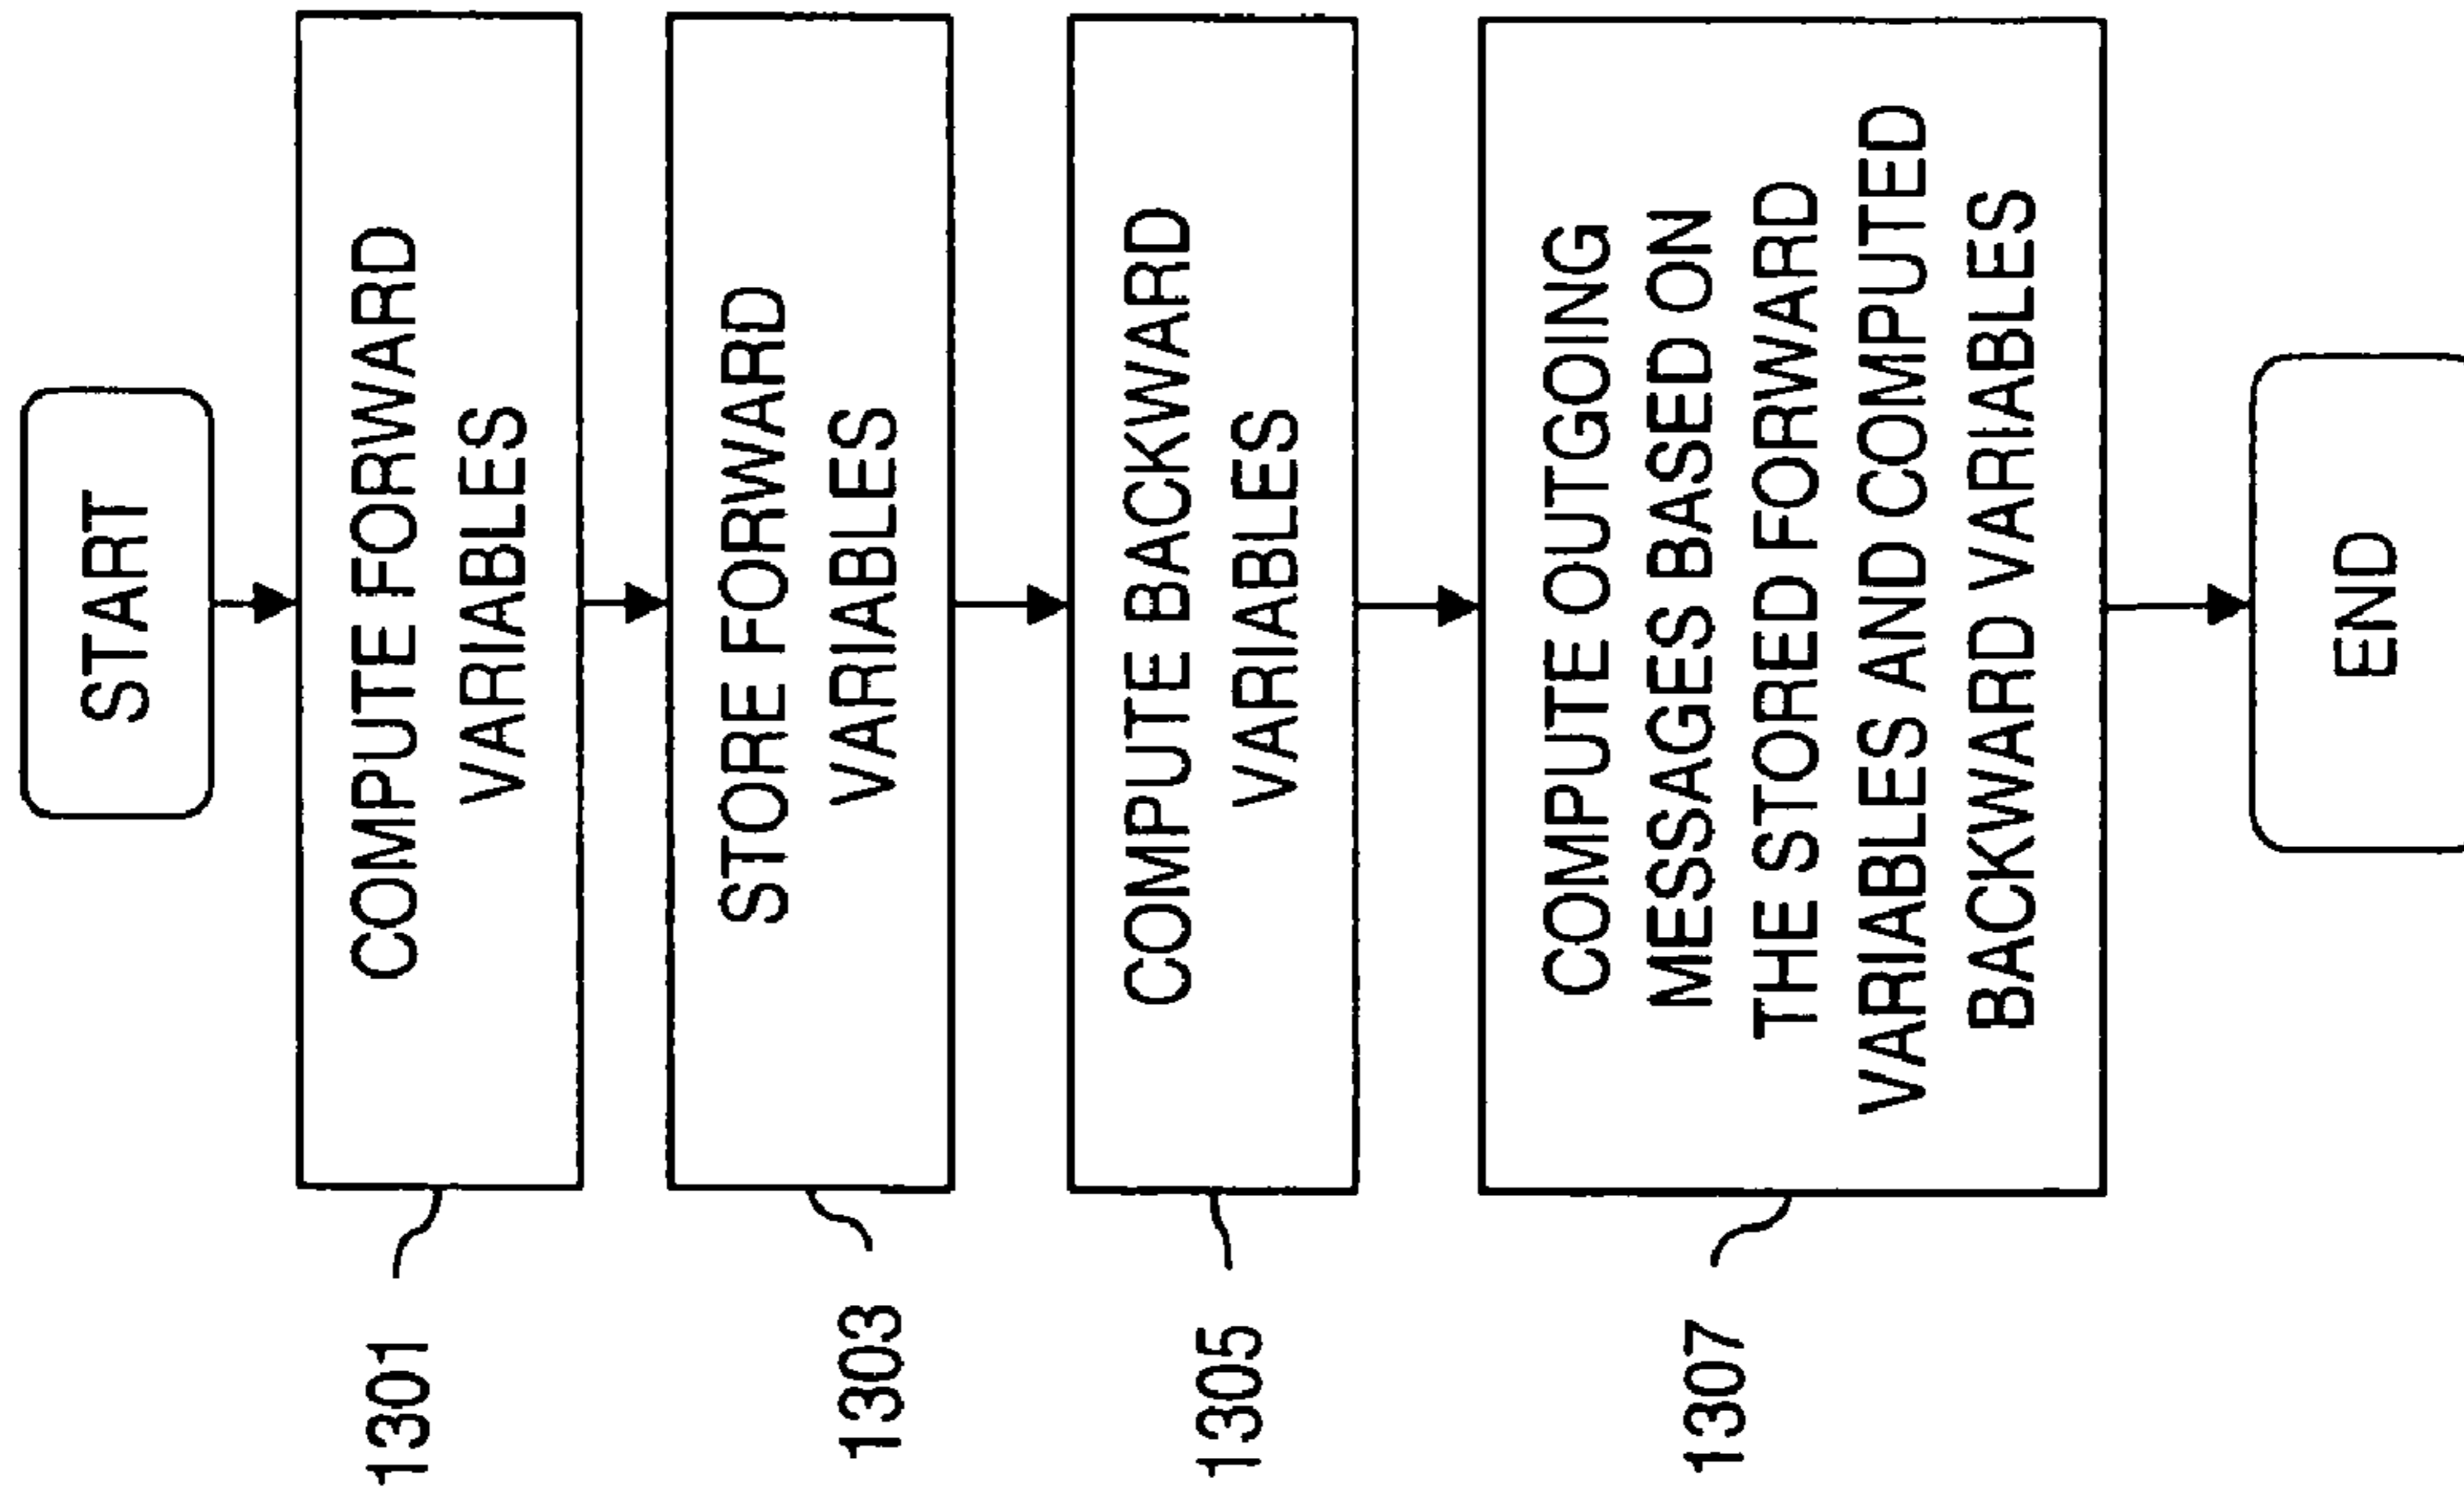 START
COMPUTE FORWARD
VARIABLES
1301
STORE FORWARD
VARIABLES
1303
COMPUTE BACKWARD
VARIABLES
1305
COMPUTE OUTGOING
MESSAGES BASED ON
THE STORED FORWARD
VARIABLES AND COMPUTED
BACKWARD VARIABLES
1307
END